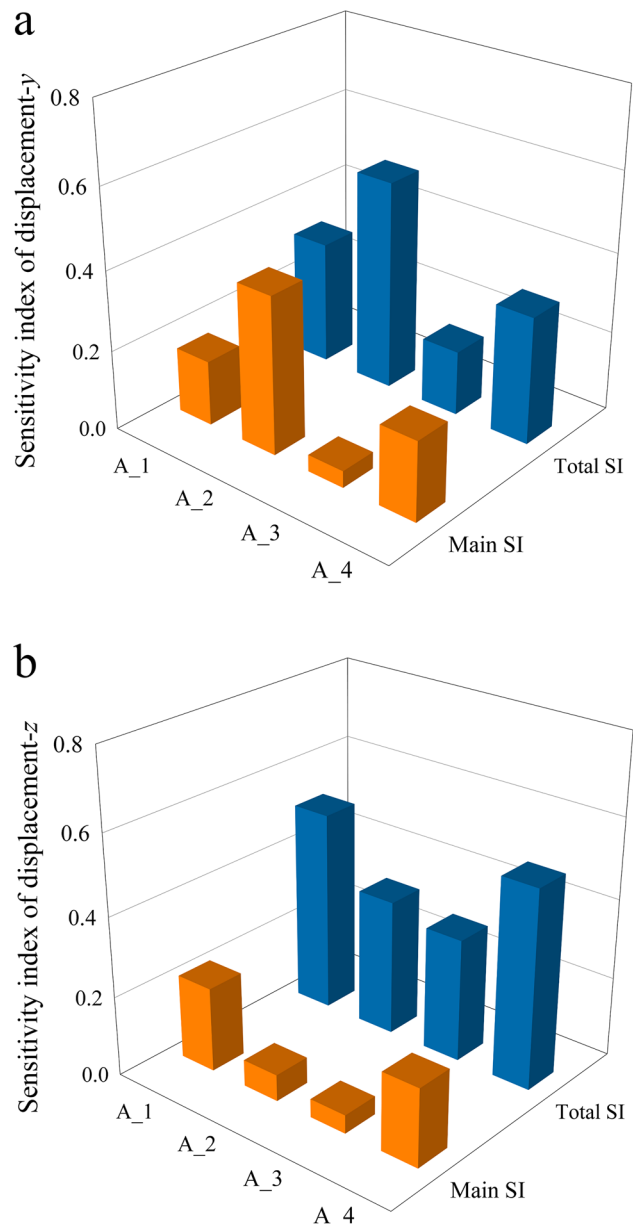 a
Sensitivity index of displacement-y
0.8
0.6
0.4
0.2
0.0
A_1
A_2
A_3
A_4
Main SI
Total SI
b
Sensitivity index of displacement-z
0.8
0.6
0.4
0.2
0.0
A_1
A_2
A_3
A_4
Main SI
Total SI